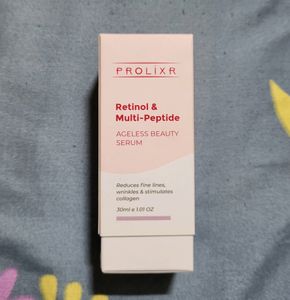 PROLIXR
Retinol &
Multi-Peptide
AGELESS BEAUTY
SERUM
Reduces fine lines,
wrinkles & stimulates
collagen
30ml e 1.01 OZ